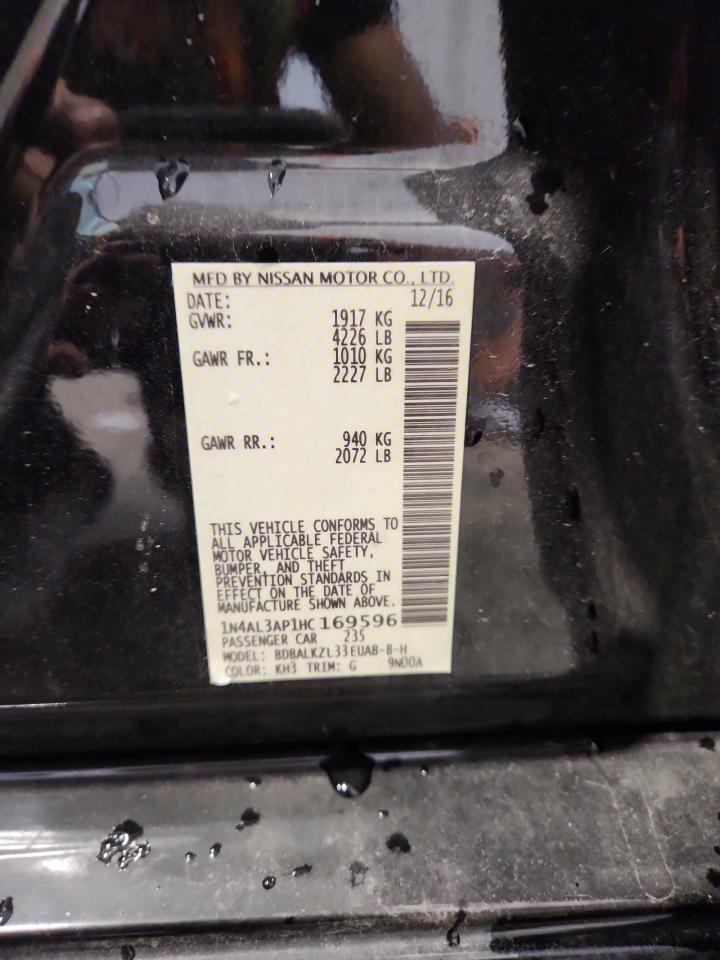 MFD BY NISSAN MOTOR CO., LTD.
DATE: 12/16
GVWR: 1917 KG
4226 LB
GAWR FR.: 1010 KG
2227 LB
GAWR RR.: 940 KG
2072 LB
THIS VEHICLE CONFORMS TO
ALL APPLICABLE FEDERAL
MOTOR VEHICLE SAFETY,
BUMPER, AND THEFT
PREVENTION STANDARDS IN
EFFECT ON THE DATE OF
MANUFACTURE SHOWN ABOVE.
1N4AL3AP1HC169596
PASSENGER CAR 235
MODEL: BDBALKZL33EUAB-B-H
COLOR: KH3 TRIM: G 9N00A